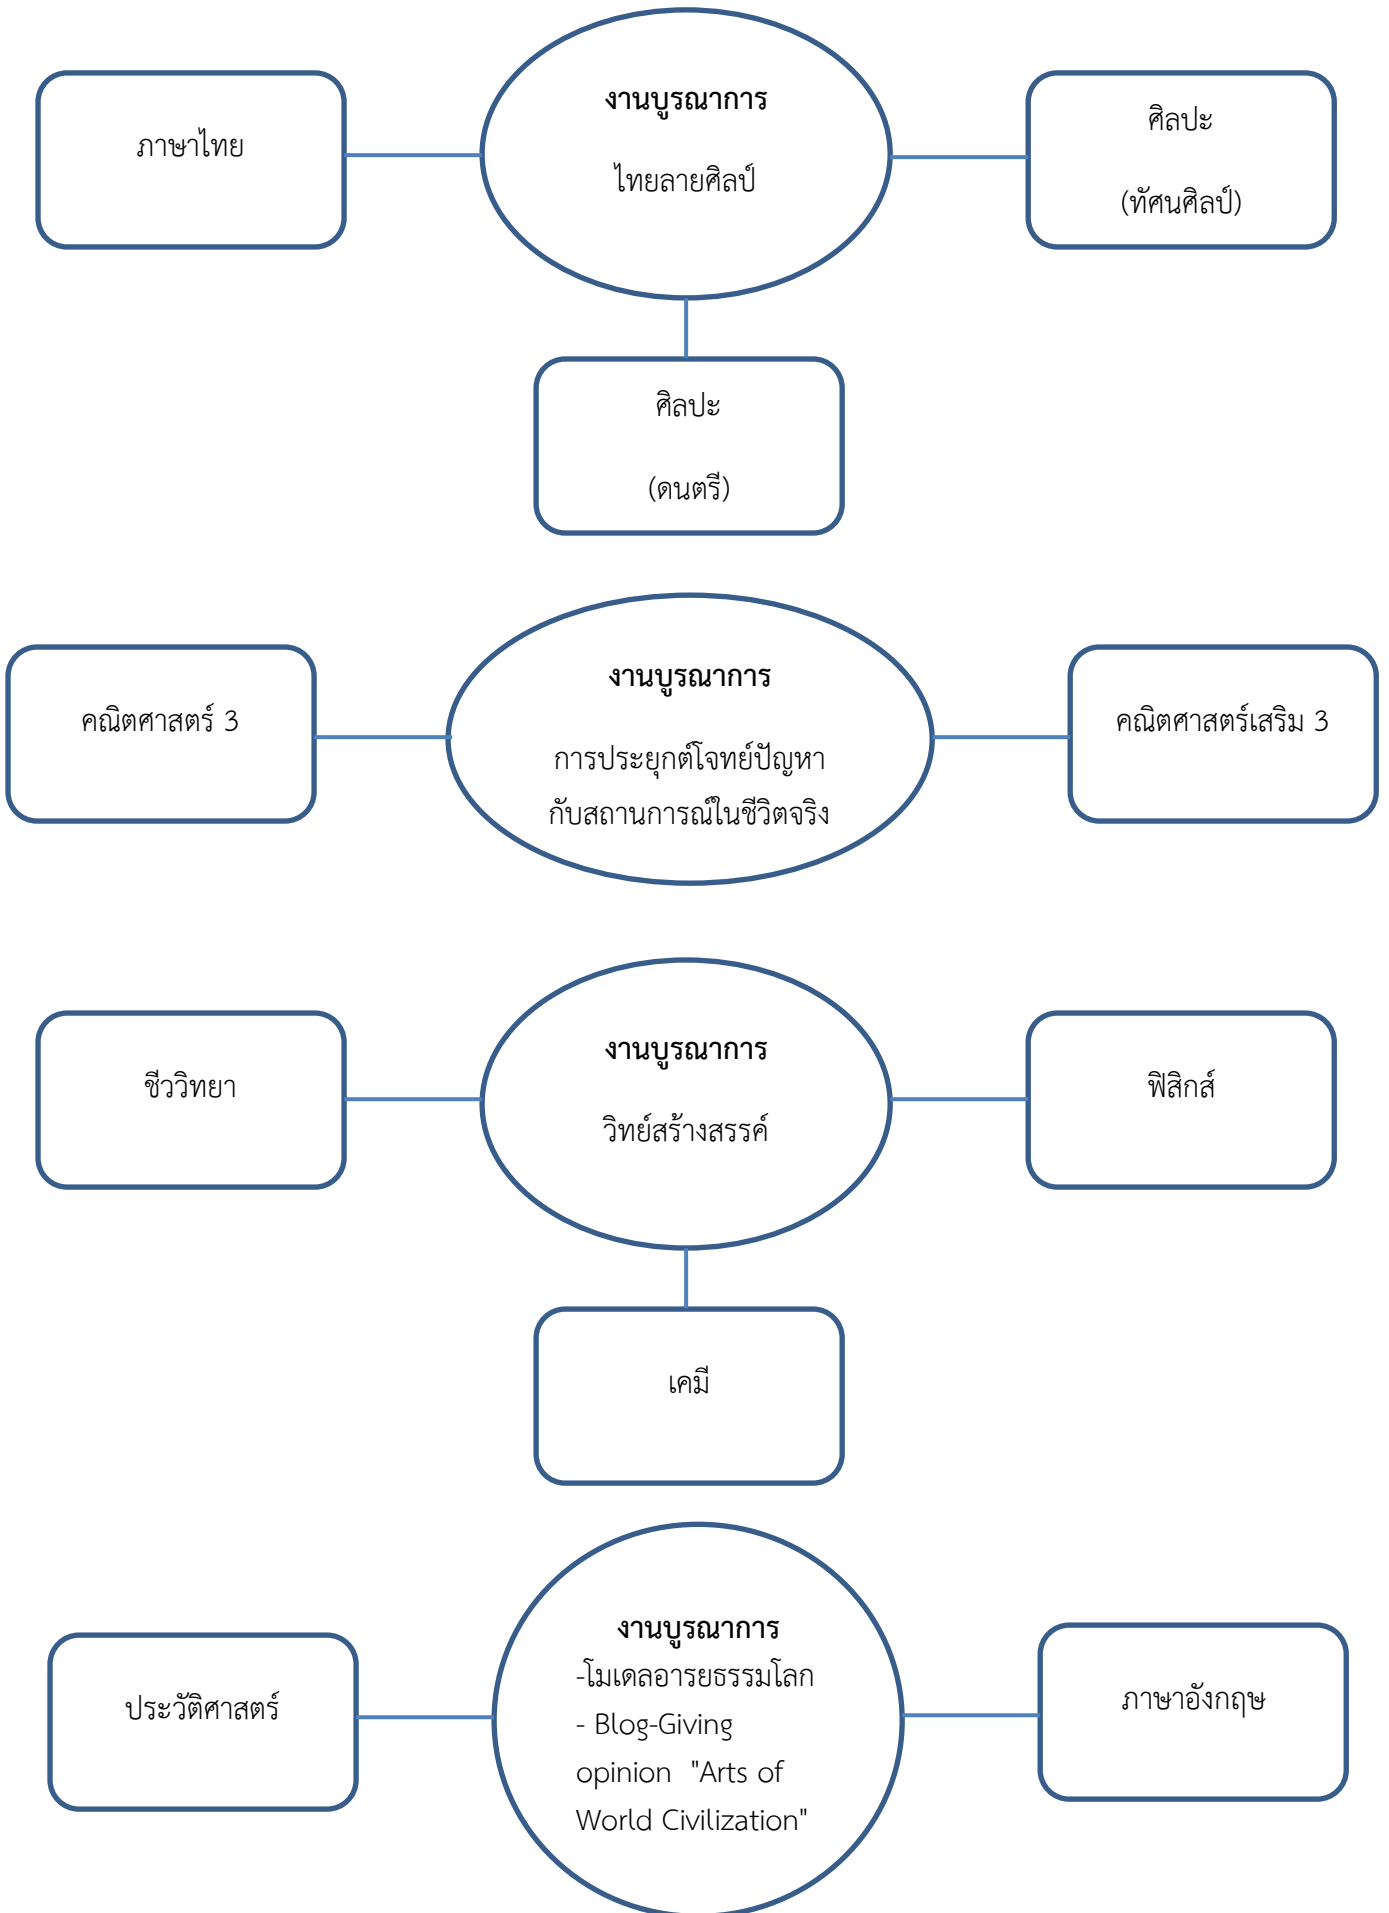 งานบูรณาการ
ไทยลายศิลป์
ภาษาไทย
ศิลปะ
(ทัศนศิลป์)
ศิลปะ
(ดนตรี)
งานบูรณาการ
การประยุกต์โจทย์ปัญหา
กับสถานการณ์ในชีวิตจริง
คณิตศาสตร์ 3
คณิตศาสตร์เสริม 3
งานบูรณาการ
วิทย์สร้างสรรค์
ชีววิทยา
ฟิสิกส์
เคมี
งานบูรณาการ
-โมเดลอารยธรรมโลก
- Blog-Giving
opinion  "Arts of
World Civilization"
ประวัติศาสตร์
ภาษาอังกฤษ